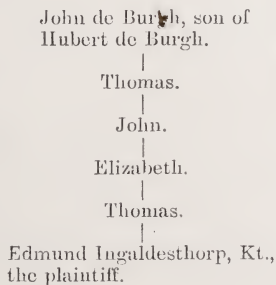 John de Burgh, son of
Hubert de Burgh.
Thomas.
John.
Elizabeth.
Thomas.
Edmund Ingaldesthorp, Kt.,
the plaintiff.